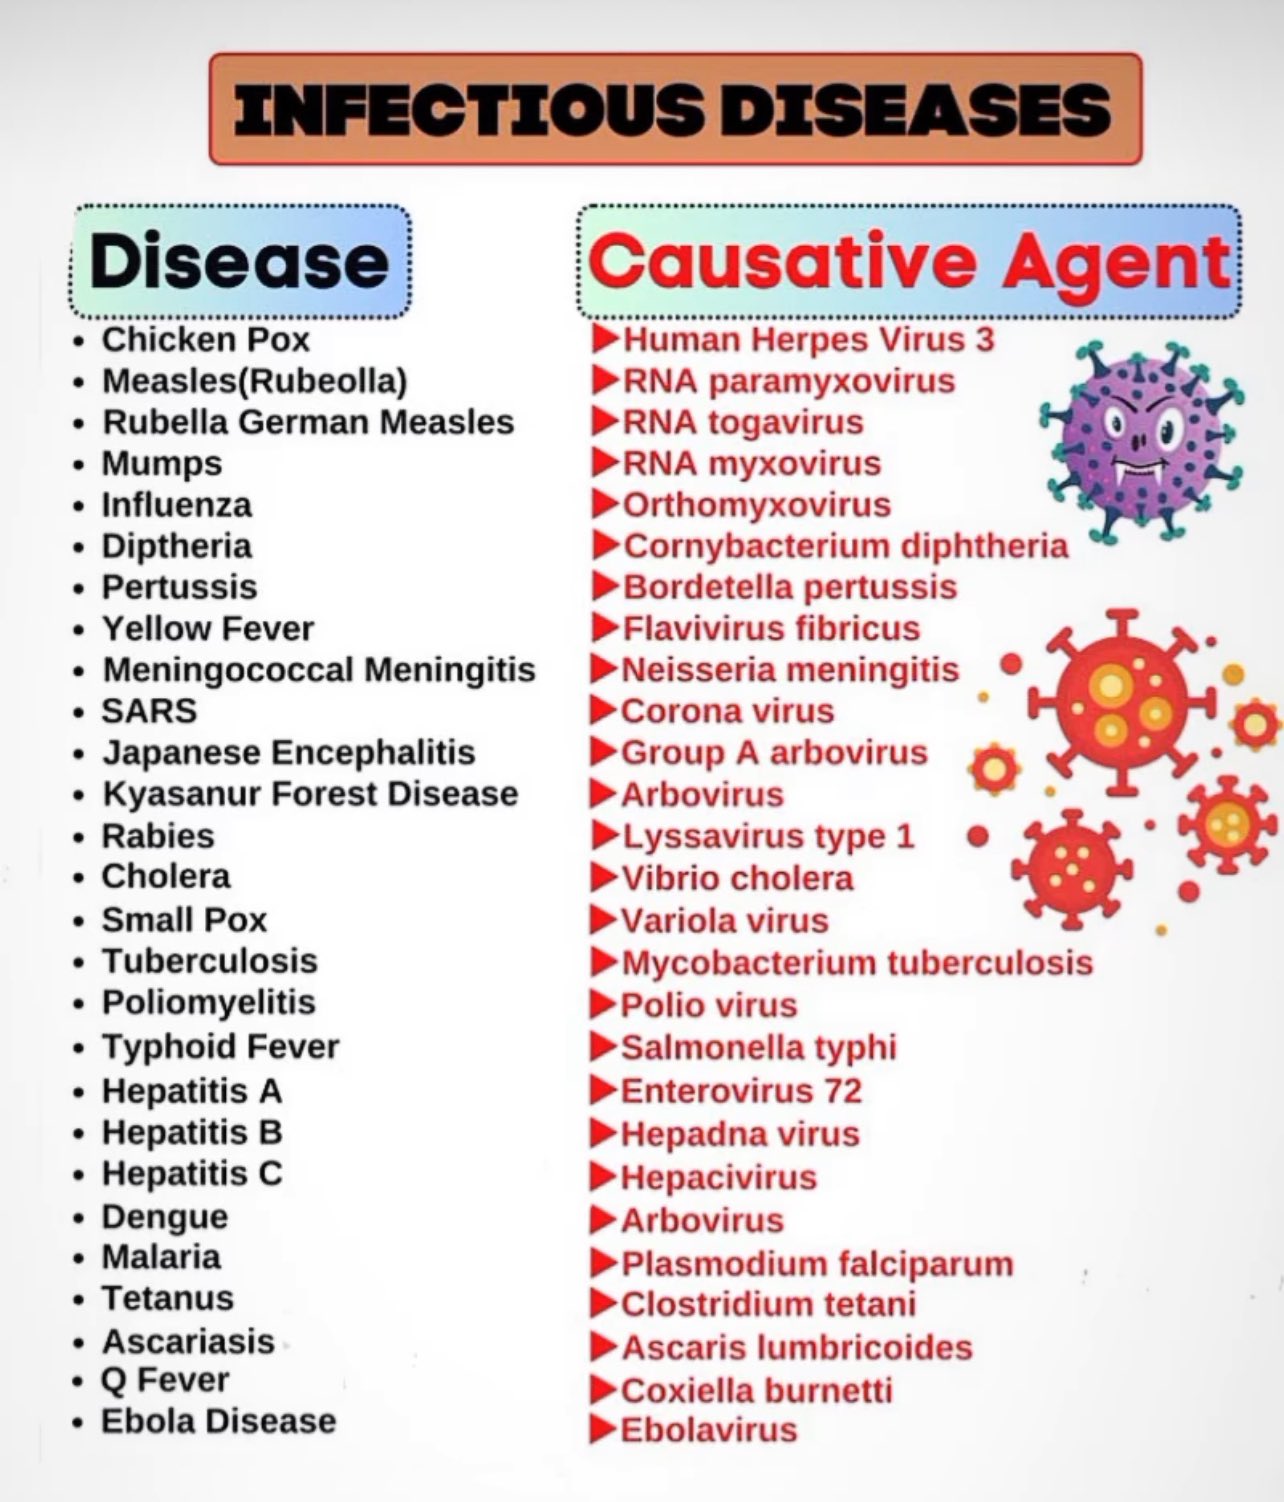 INFECTIOUS DISEASES
Disease Causative Agent
• Chicken Pox ▶Human Herpes Virus 3
• Measles(Rubeolla) ▶RNA paramyxovirus
• Rubella German Measles ▶RNA togavirus
• Mumps ▶RNA myxovirus
• Influenza ▶Orthomyxovirus
• Diptheria ▶Cornybacterium diphtheria
• Pertussis ▶Bordetella pertussis
• Yellow Fever ▶Flavivirus fibricus
• Meningococcal Meningitis ▶Neisseria meningitis
• SARS ▶Corona virus
• Japanese Encephalitis ▶Group A arbovirus
• Kyasanur Forest Disease ▶Arbovirus
• Rabies ▶Lyssavirus type 1
• Cholera ▶Vibrio cholera
• Small Pox ▶Variola virus
• Tuberculosis ▶Mycobacterium tuberculosis
• Poliomyelitis ▶Polio virus
• Typhoid Fever ▶Salmonella typhi
• Hepatitis A ▶Enterovirus 72
• Hepatitis B ▶Hepadna virus
• Hepatitis C ▶Hepacivirus
• Dengue ▶Arbovirus
• Malaria ▶Plasmodium falciparum
• Tetanus ▶Clostridium tetani
• Ascariasis ▶Ascaris lumbricoides
• Q Fever ▶Coxiella burnetti
• Ebola Disease ▶Ebolavirus